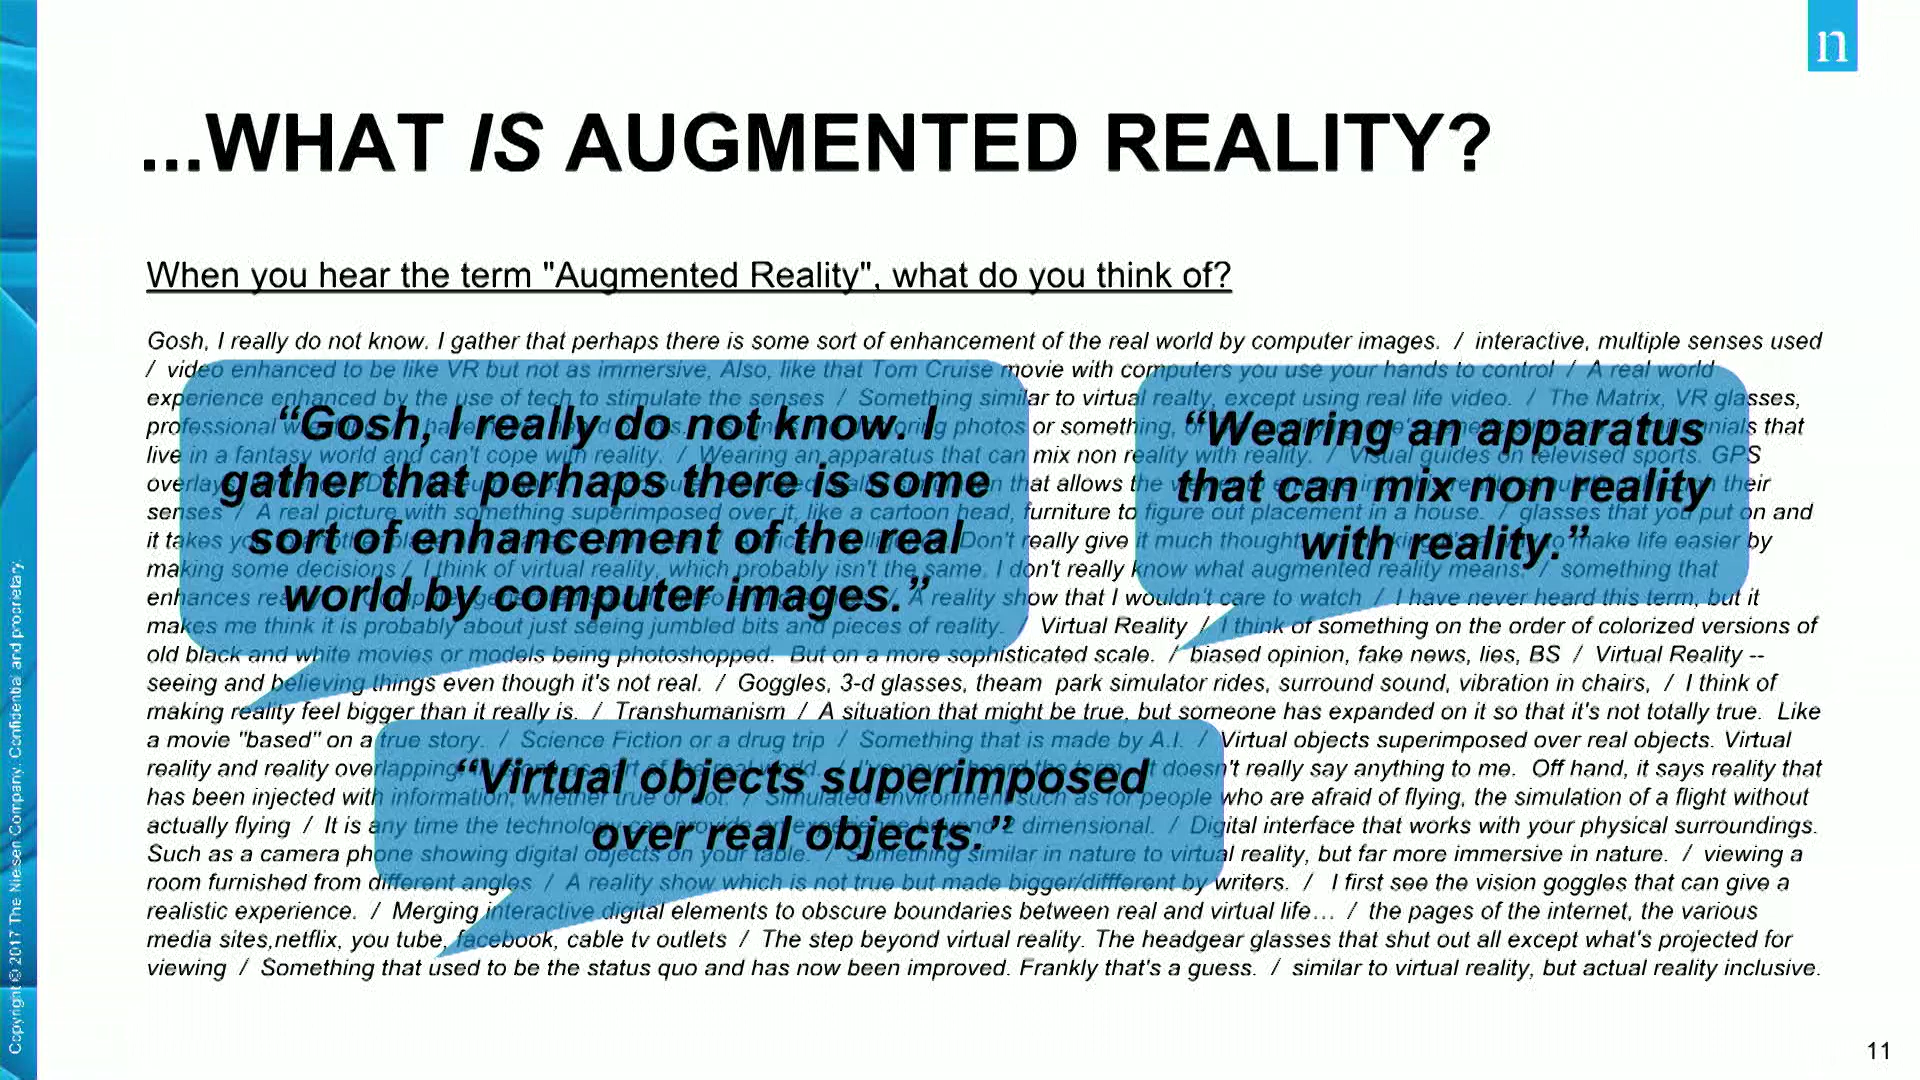 n
...WHAT IS AUGMENTED REALITY?
When you hear the term "Augmented Reality", what do you think of?
Gosh, I really do not know. I gather that perhaps there is some sort of enhancement of the real world by computer images. / interactive, multiple senses used
/ video enhanced to be like VR but not as immersive, Also, like that Tom Cruise movie with computers you use your hands to control / A real world
experience enhanced by the use of tech to stimulate the senses / Something similar to virtual realty, except using real life video. / The Matrix, VR glasses,
professional photos or something, that
live in a fantasy world and can't cope with reality. / Wearing an apparatus that can mix non reality with reality. / Visual guides on televised sports. GPS
that allows the their
senses / A real picture with something superimposed over it, like a cartoon head, furniture to figure out placement in a house. / glasses that you put on and
it takes Don't really give it much thought make life easier by
making some decisions / I think of virtual reality, which probably isn't the same. I don't really know what augmented reality means. / something that
enhances A reality show that I wouldn't care to watch / I have never heard this term, but it
makes me think it is probably about just seeing jumbled bits and pieces of reality. / Virtual Reality / I think of something on the order of colorized versions of
old black and white movies or models being photoshopped. But on a more sophisticated scale. / biased opinion, fake news, lies, BS / Virtual Reality --
seeing and believing things even though it's not real. / Goggles, 3-d glasses, theam park simulator rides, surround sound, vibration in chairs, / I think of
making reality feel bigger than it really is. / Transhumanism / A situation that might be true, but someone has expanded on it so that it's not totally true. Like
a movie "based" on a true story. / Science Fiction or a drug trip / Something that is made by A.I. / Virtual objects superimposed over real objects. Virtual
reality and reality overlapping doesn't really say anything to me. Off hand, it says reality that
has been injected with information, whether true or not. / Simulated environment such as for people who are afraid of flying, the simulation of a flight without
actually flying / It is any time the technology can provide an experience beyond 2 dimensional. / Digital interface that works with your physical surroundings.
Such as a camera phone showing digital objects on your table. / Something similar in nature to virtual reality, but far more immersive in nature. / viewing a
room furnished from different angles / A reality show which is not true but made bigger/diffferent by writers. / I first see the vision goggles that can give a
realistic experience. / Merging interactive digital elements to obscure boundaries between real and virtual life… / the pages of the internet, the various
media sites,netflix, you tube, facebook, cable tv outlets / The step beyond virtual reality. The headgear glasses that shut out all except what's projected for
viewing / Something that used to be the status quo and has now been improved. Frankly that's a guess. / similar to virtual reality, but actual reality inclusive.
“Gosh, I really do not know. I
gather that perhaps there is some
sort of enhancement of the real
world by computer images.”
“Wearing an apparatus
that can mix non reality
with reality.”
“Virtual objects superimposed
over real objects.”
Copyright © 2017 The Nielsen Company. Confidential and proprietary.
11